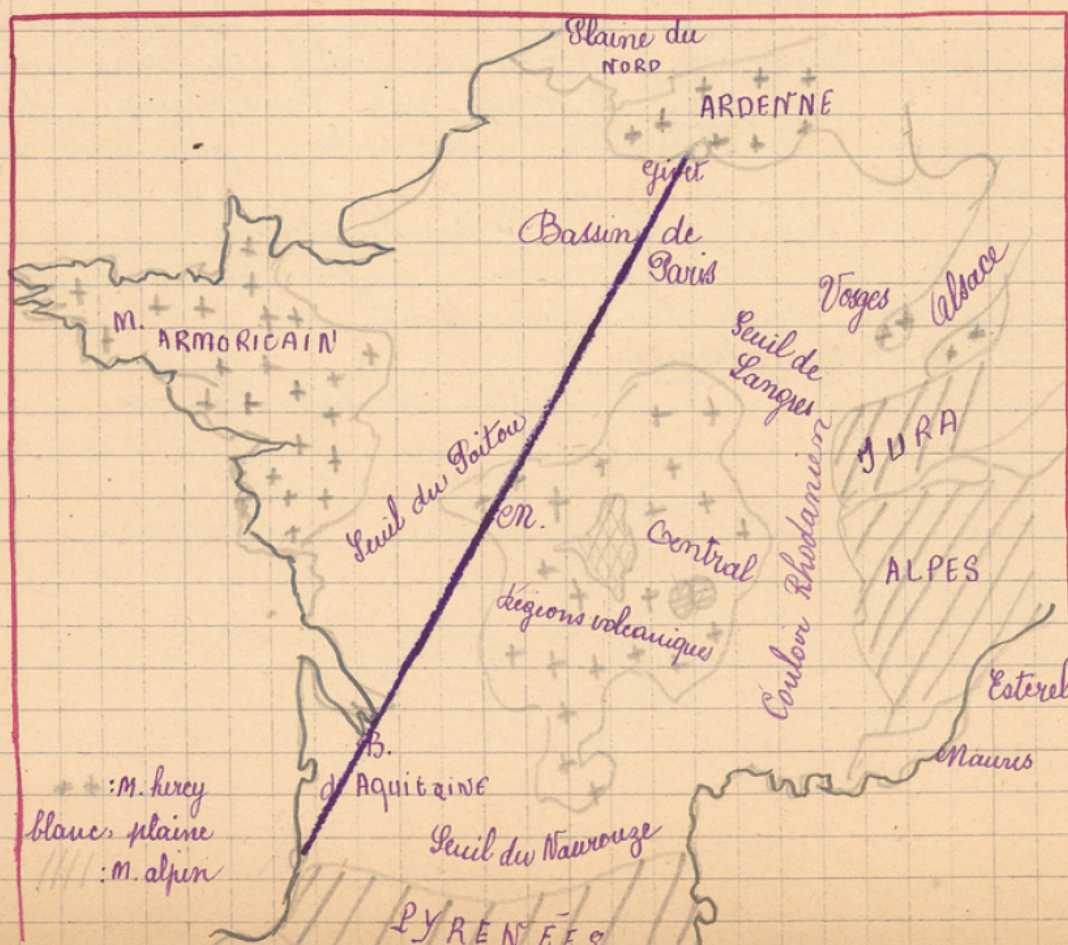 Plaine du
NORD
ARDENNE
Givet
Bassin de
Paris
Vosges
Alsace
Seuil de
Langres
M.
ARMORICAIN
JURA
Seuil du Poitou
M.
Central
Couloir Rhodanien
ALPES
Régions volcaniques
Esterel
B.
d'AQUITAINE
Maures
++:M. hercy
blanc, plaine
:M. alpin
Seuil du Naurouze
PYRENÉES